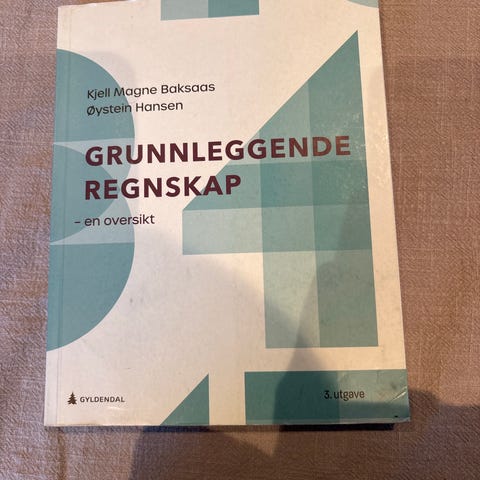 Kjell Magne Baksaas
Øystein Hansen
GRUNNLEGGENDE
REGNSKAP
– en oversikt
GYLDENDAL
3. utgave